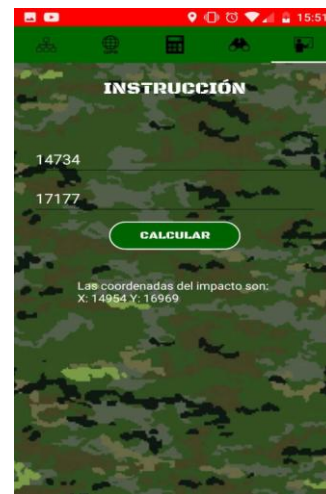 15:51
INSTRUCCIÓN
14734
17177
CALCULAR
Las coordenadas del impacto son:
X: 14954 Y: 16969